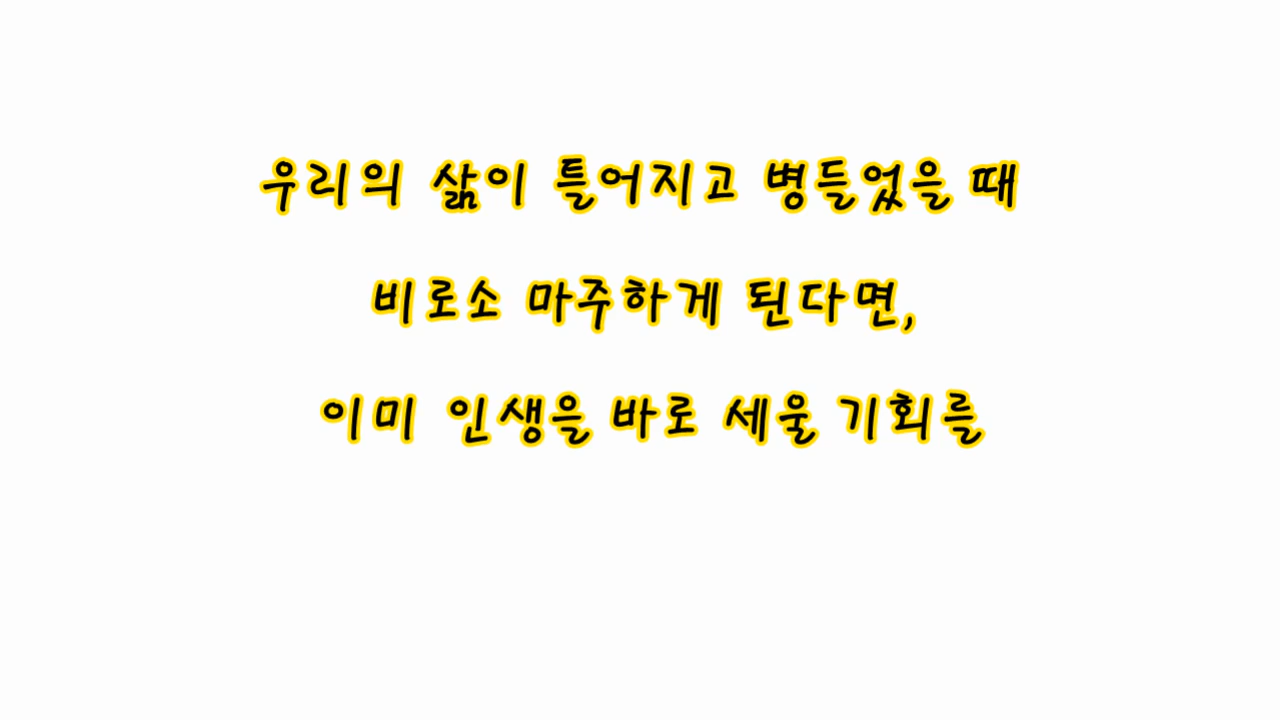 우리의 삶이 틀어지고 병들었을 때
비로소 마주하게 된다면,
이미 인생을 바로 세울 기회를